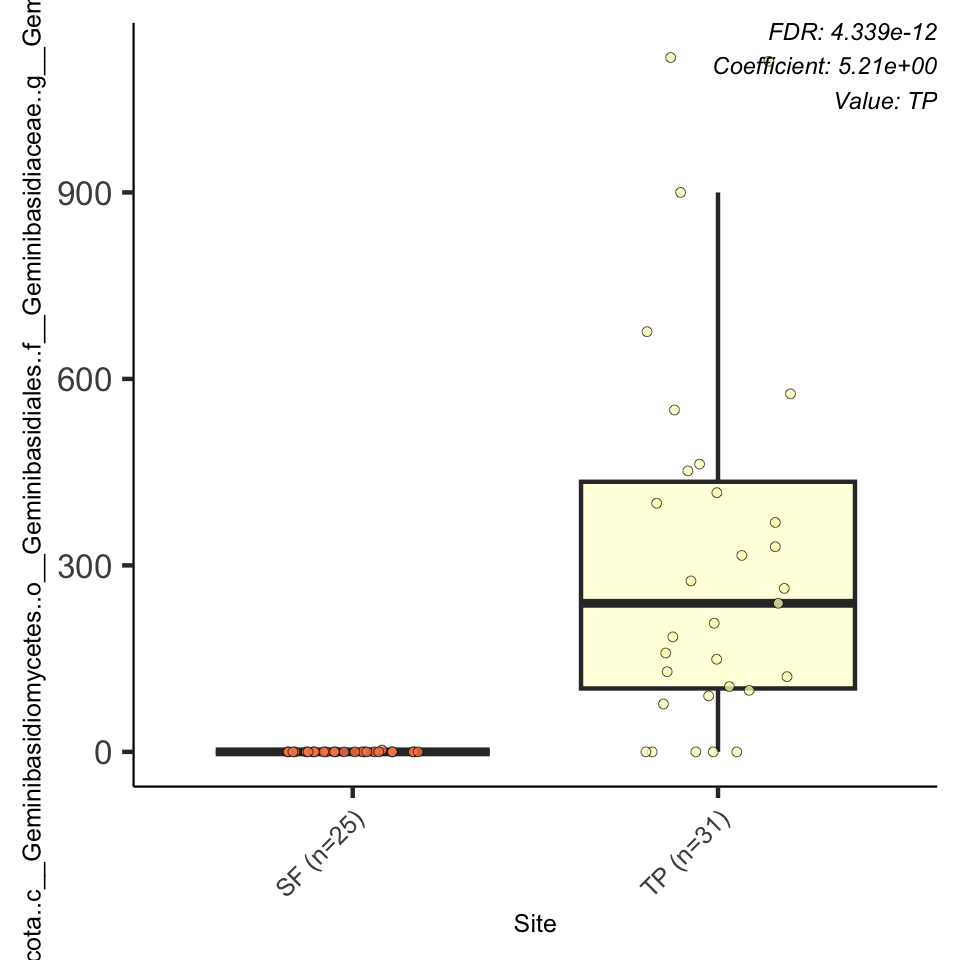 FDR: 4.339e-12
Coefficient: 5.21e+00
Value: TP
cota..c__Geminibasidiomycetes..o__Geminibasidiales..f__Geminibasidiaceae..g__Gem
900
600
300
0
SF (n=25)
TP (n=31)
Site